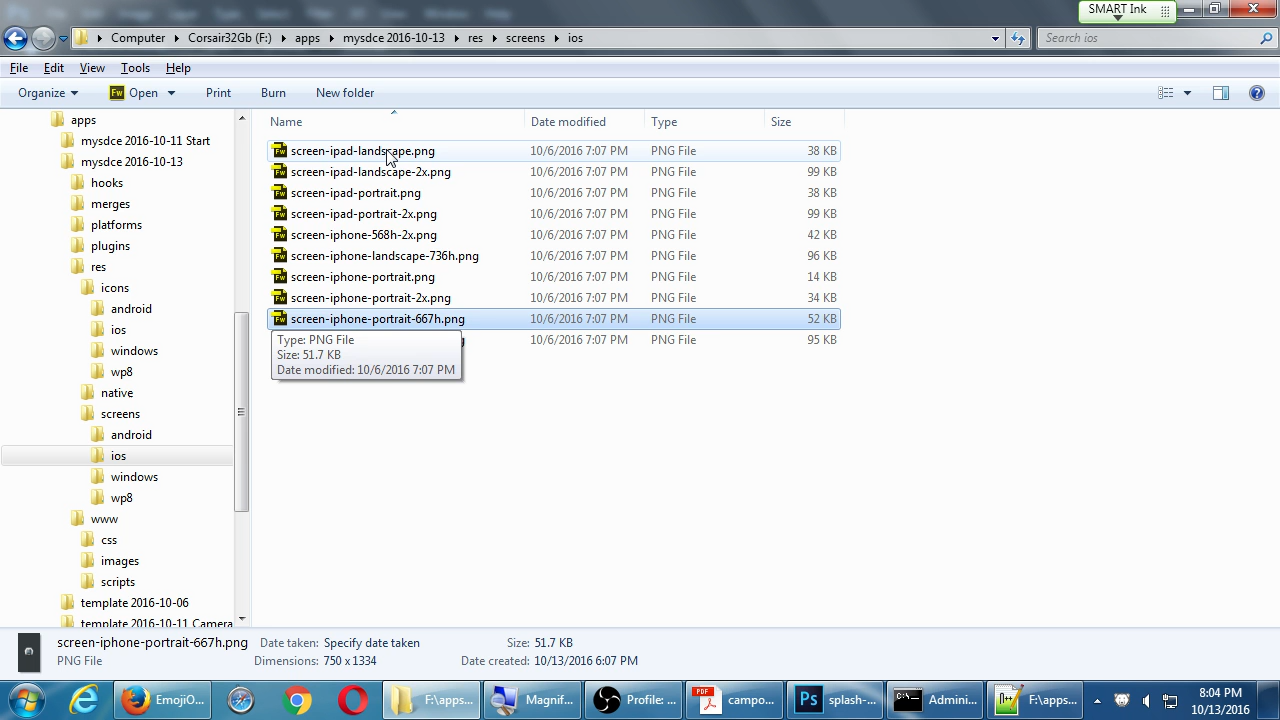 SMART Ink
Computer Corsair32Gb (F:) apps mysdce 2016-10-13 res screens ios
Search ios
File Edit View Tools Help
Organize Fw Open Print Burn New folder
Name Date modified Type Size
apps
mysdce 2016-10-11 Start
mysdce 2016-10-13
hooks
merges
platforms
plugins
res
icons
android
ios
windows
wp8
native
screens
android
ios
windows
wp8
www
css
images
scripts
template 2016-10-06
template 2016-10-11 Camera
screen-ipad-landscape.png 10/6/2016 7:07 PM PNG File 38 KB
screen-ipad-landscape-2x.png 10/6/2016 7:07 PM PNG File 99 KB
screen-ipad-portrait.png 10/6/2016 7:07 PM PNG File 38 KB
screen-ipad-portrait-2x.png 10/6/2016 7:07 PM PNG File 99 KB
screen-iphone-568h-2x.png 10/6/2016 7:07 PM PNG File 42 KB
screen-iphone-landscape-736h.png 10/6/2016 7:07 PM PNG File 96 KB
screen-iphone-portrait.png 10/6/2016 7:07 PM PNG File 14 KB
screen-iphone-portrait-2x.png 10/6/2016 7:07 PM PNG File 34 KB
screen-iphone-portrait-667h.png 10/6/2016 7:07 PM PNG File 52 KB
10/6/2016 7:07 PM PNG File 95 KB
Type: PNG File
Size: 51.7 KB
Date modified: 10/6/2016 7:07 PM
screen-iphone-portrait-667h.png Date taken: Specify date taken Size: 51.7 KB
PNG File Dimensions: 750 x 1334 Date created: 10/13/2016 6:07 PM
EmojiO... F:\apps... Magnif... Profile: ... PDF campo... Ps splash-... C:\. Admini... F:\apps...
8:04 PM
10/13/2016